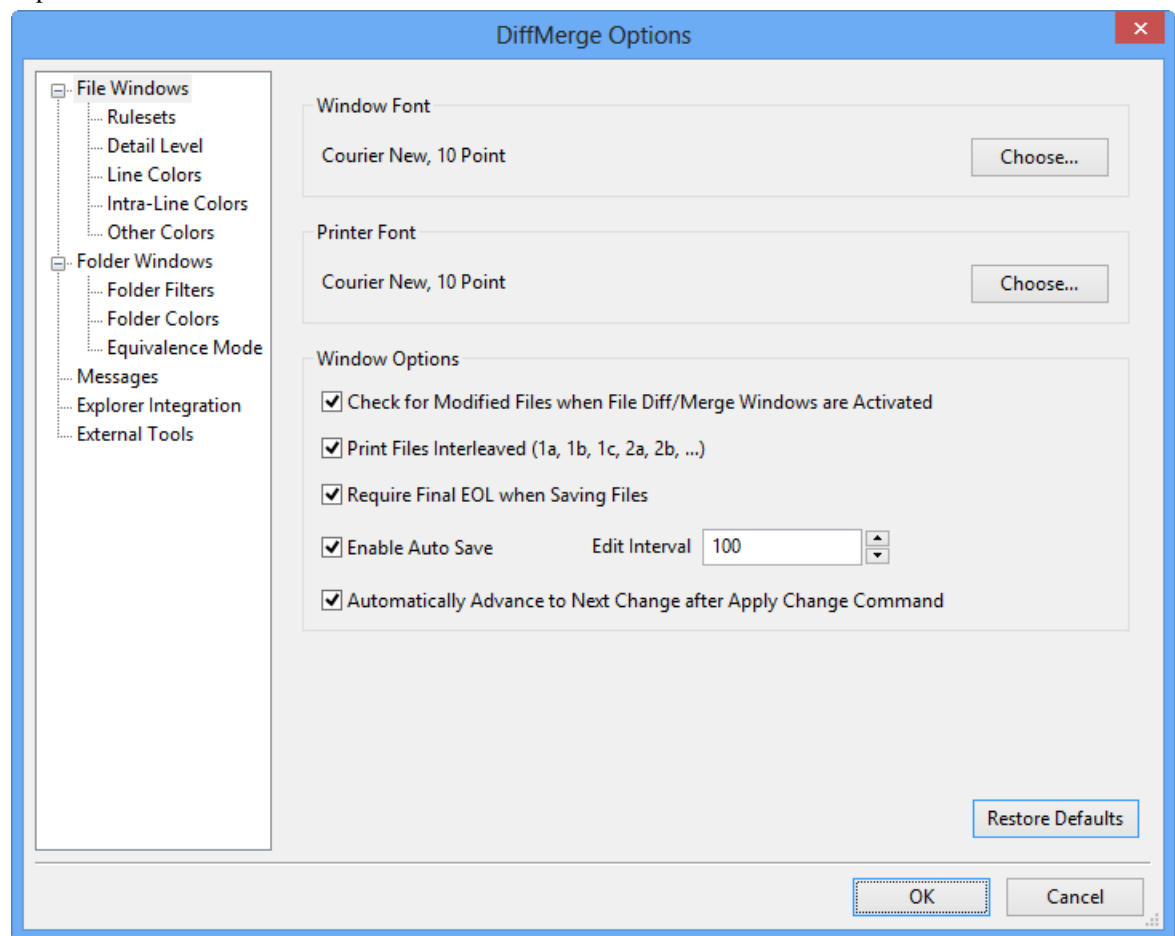 DiffMerge Options
File Windows
Rulesets
Detail Level
Line Colors
Intra-Line Colors
Other Colors
Folder Windows
Folder Filters
Folder Colors
Equivalence Mode
Messages
Explorer Integration
External Tools
Window Font
Courier New, 10 Point
Choose...
Printer Font
Courier New, 10 Point
Choose...
Window Options
Check for Modified Files when File Diff/Merge Windows are Activated
Print Files Interleaved (1a, 1b, 1c, 2a, 2b, ...)
Require Final EOL when Saving Files
Enable Auto Save Edit Interval 100
Automatically Advance to Next Change after Apply Change Command
Restore Defaults
OK Cancel